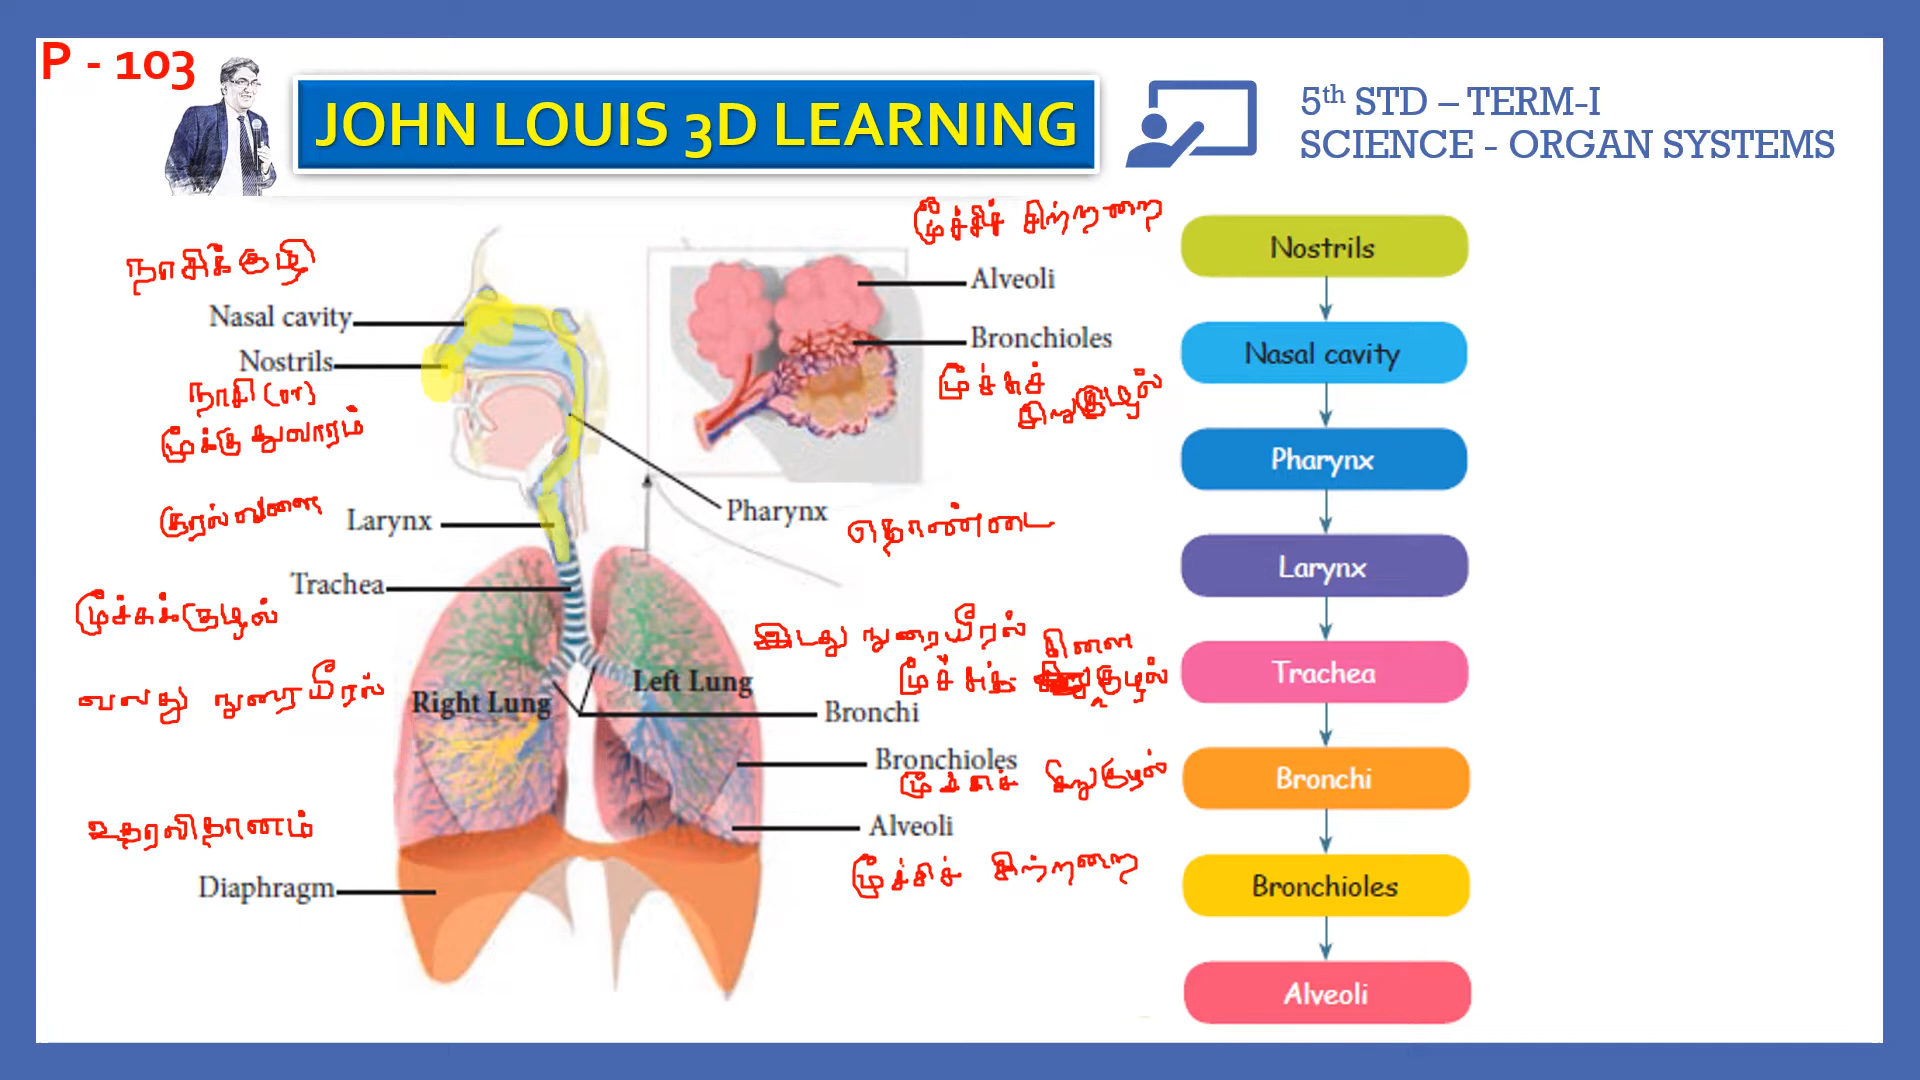 P - 103
JOHN LOUIS 3D LEARNING
5th STD – TERM-I
SCIENCE - ORGAN SYSTEMS
மூச்சுச் சிற்றறை
நாசிக்குழி
Alveoli
Nasal cavity
Bronchioles
Nostrils
நாசி (மூ)
மூக்கு துவாரம்
மூச்சுச்
சிறுகுழல்
குரல்வளை
Larynx
Pharynx
தொண்டை
Trachea
மூச்சுக்குழல்
இடது நுரையீரல்
கிளை
மூச்சுக் குழல்
வலது நுரையீரல்
Right Lung
Left Lung
Bronchi
Bronchioles
மூச்சுச் சிறுகுழல்
உதரவிதானம்
Alveoli
மூச்சுச் சிற்றறை
Diaphragm
Nostrils
Nasal cavity
Pharynx
Larynx
Trachea
Bronchi
Bronchioles
Alveoli